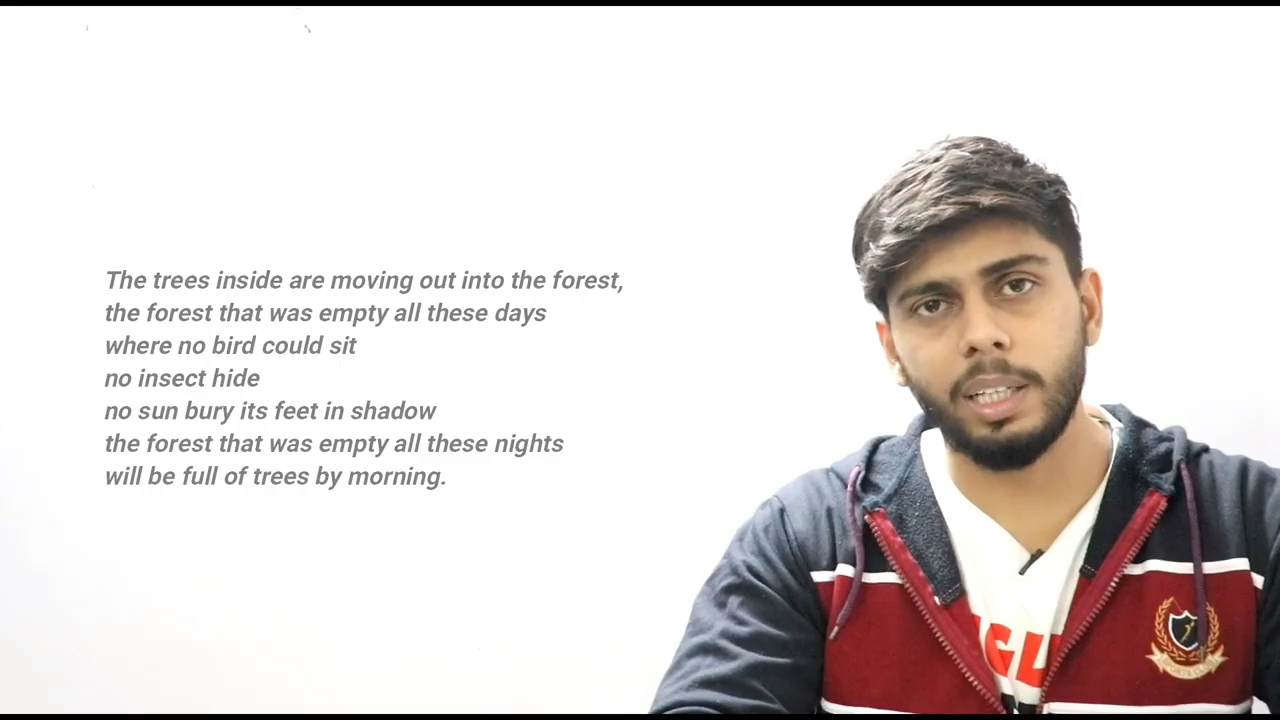 The trees inside are moving out into the forest,
the forest that was empty all these days
where no bird could sit
no insect hide
no sun bury its feet in shadow
the forest that was empty all these nights
will be full of trees by morning.